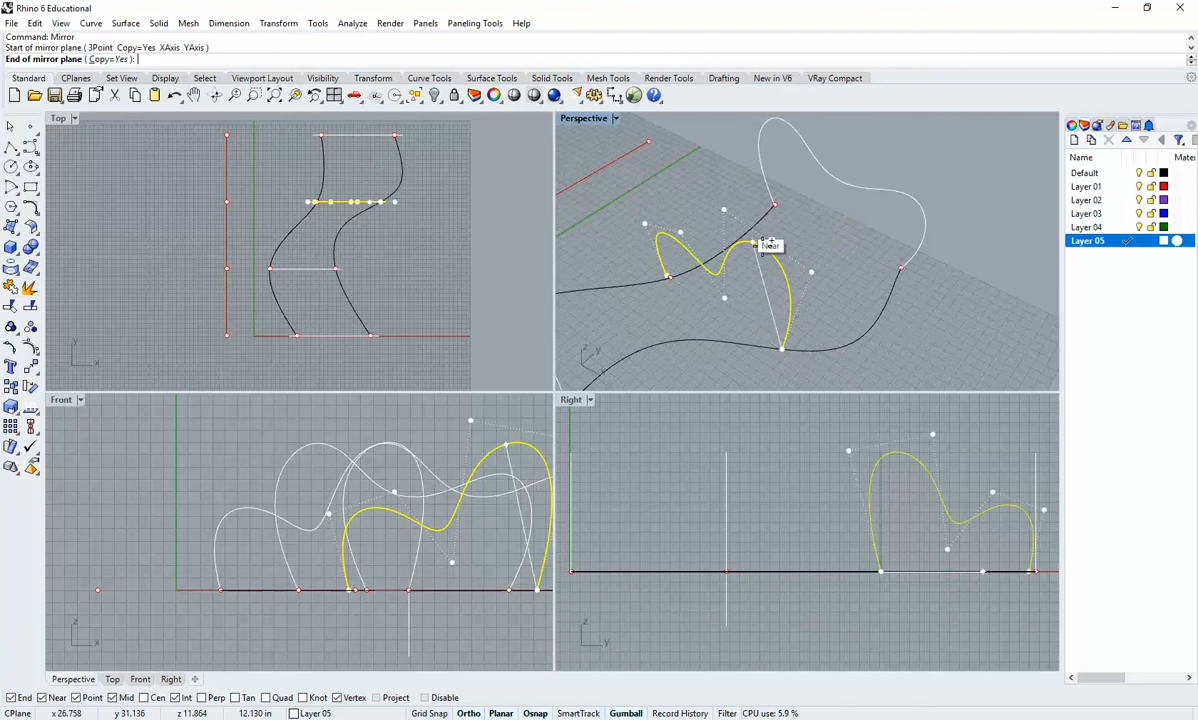 Rhino 6 Educational
File Edit View Curve Surface Solid Mesh Dimension Transform Tools Analyze Render Panels Paneling Tools Help
Command: Mirror
Start of mirror plane ( 3Point Copy=Yes XAxis YAxis )
End of mirror plane ( Copy=Yes ):
Standard CPlanes Set View Display Select Viewport Layout Visibility Transform Curve Tools Surface Tools Solid Tools Mesh Tools Render Tools Drafting New in V6 VRay Compact
Top
Perspective
Name Mate
Default
Layer 01
Layer 02
Layer 03
Layer 04
Layer 05
Near
z y
x
y
x
Front
Right
z
x
z
y
Perspective Top Front Right
End Near Point Mid Cen Int Perp Tan Quad Knot Vertex Project Disable
CPlane x 26.758 y 31.136 z 11.864 12.130 in Layer 05 Grid Snap Ortho Planar Osnap SmartTrack Gumball Record History Filter CPU use: 5.9 %